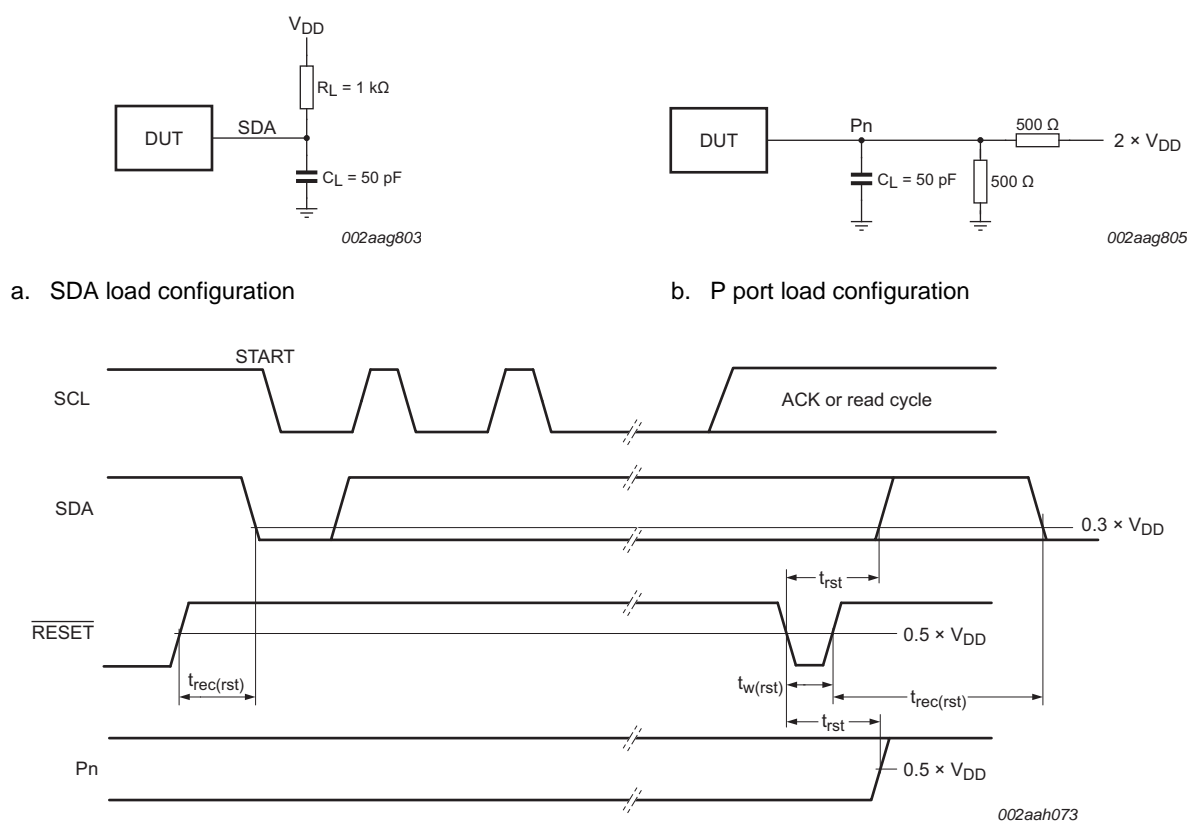 VDD
RL = 1 kΩ
DUT
SDA
CL = 50 pF
002aag803
DUT
Pn
500 Ω
2 × VDD
CL = 50 pF
500 Ω
002aag805
a. SDA load configuration
b. P port load configuration
START
SCL
ACK or read cycle
SDA
0.3 × VDD
trst
RESET
0.5 × VDD
trec(rst)
tw(rst)
trec(rst)
trst
Pn
0.5 × VDD
002aah073